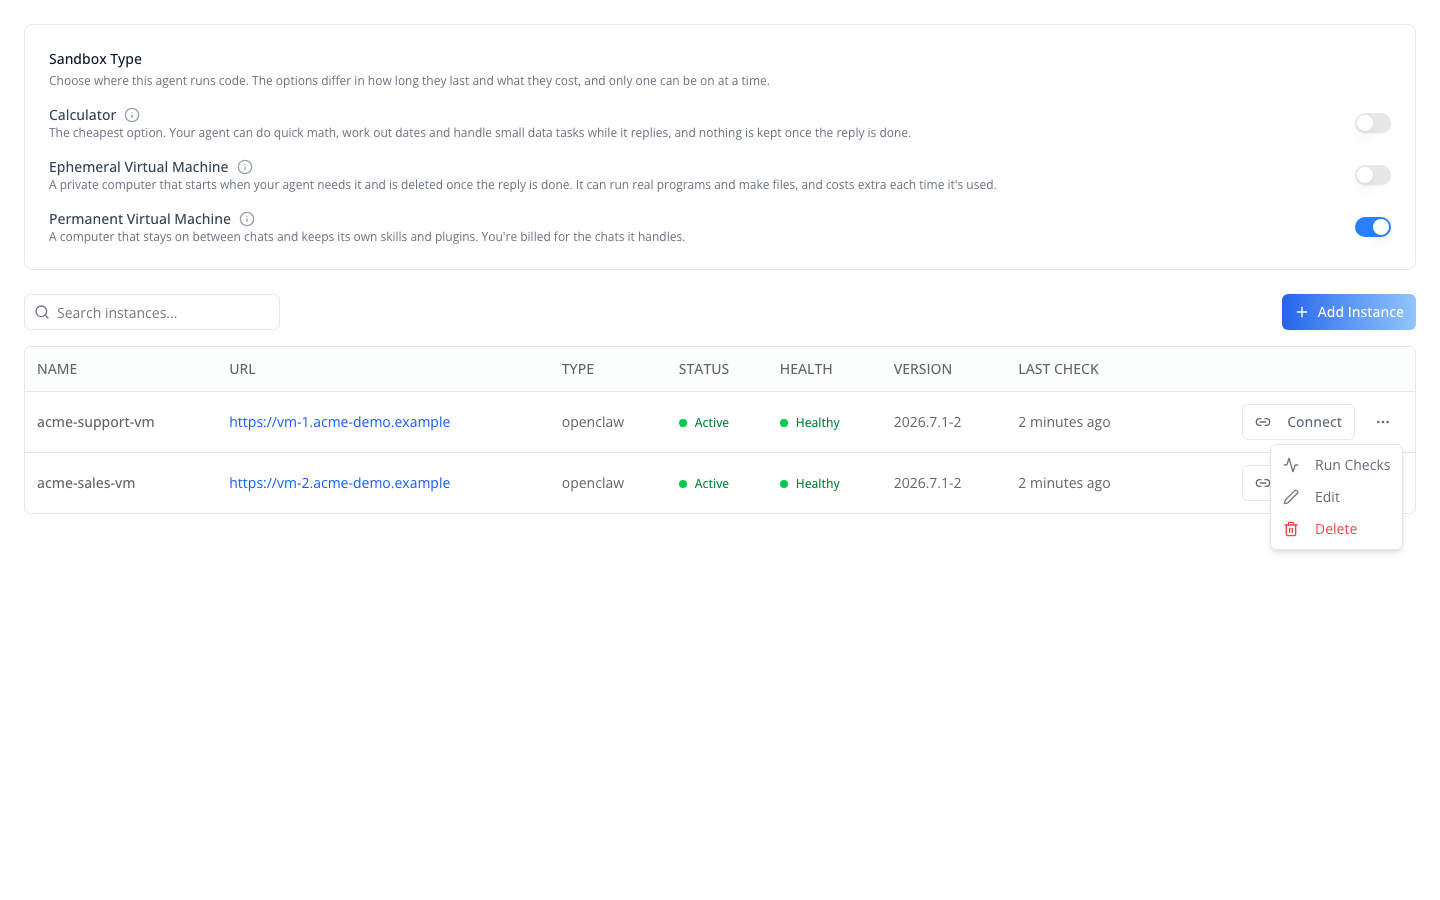 Sandbox Type
Choose where this agent runs code. The options differ in how long they last and what they cost, and only one can be on at a time.
Calculator
The cheapest option. Your agent can do quick math, work out dates and handle small data tasks while it replies, and nothing is kept once the reply is done.
Ephemeral Virtual Machine
A private computer that starts when your agent needs it and is deleted once the reply is done. It can run real programs and make files, and costs extra each time it's used.
Permanent Virtual Machine
A computer that stays on between chats and keeps its own skills and plugins. You're billed for the chats it handles.
Search instances...
Add Instance
NAME URL TYPE STATUS HEALTH VERSION LAST CHECK
acme-support-vm https://vm-1.acme-demo.example openclaw Active Healthy 2026.7.1-2 2 minutes ago Connect
acme-sales-vm https://vm-2.acme-demo.example openclaw Active Healthy 2026.7.1-2 2 minutes ago
Run Checks
Edit
Delete